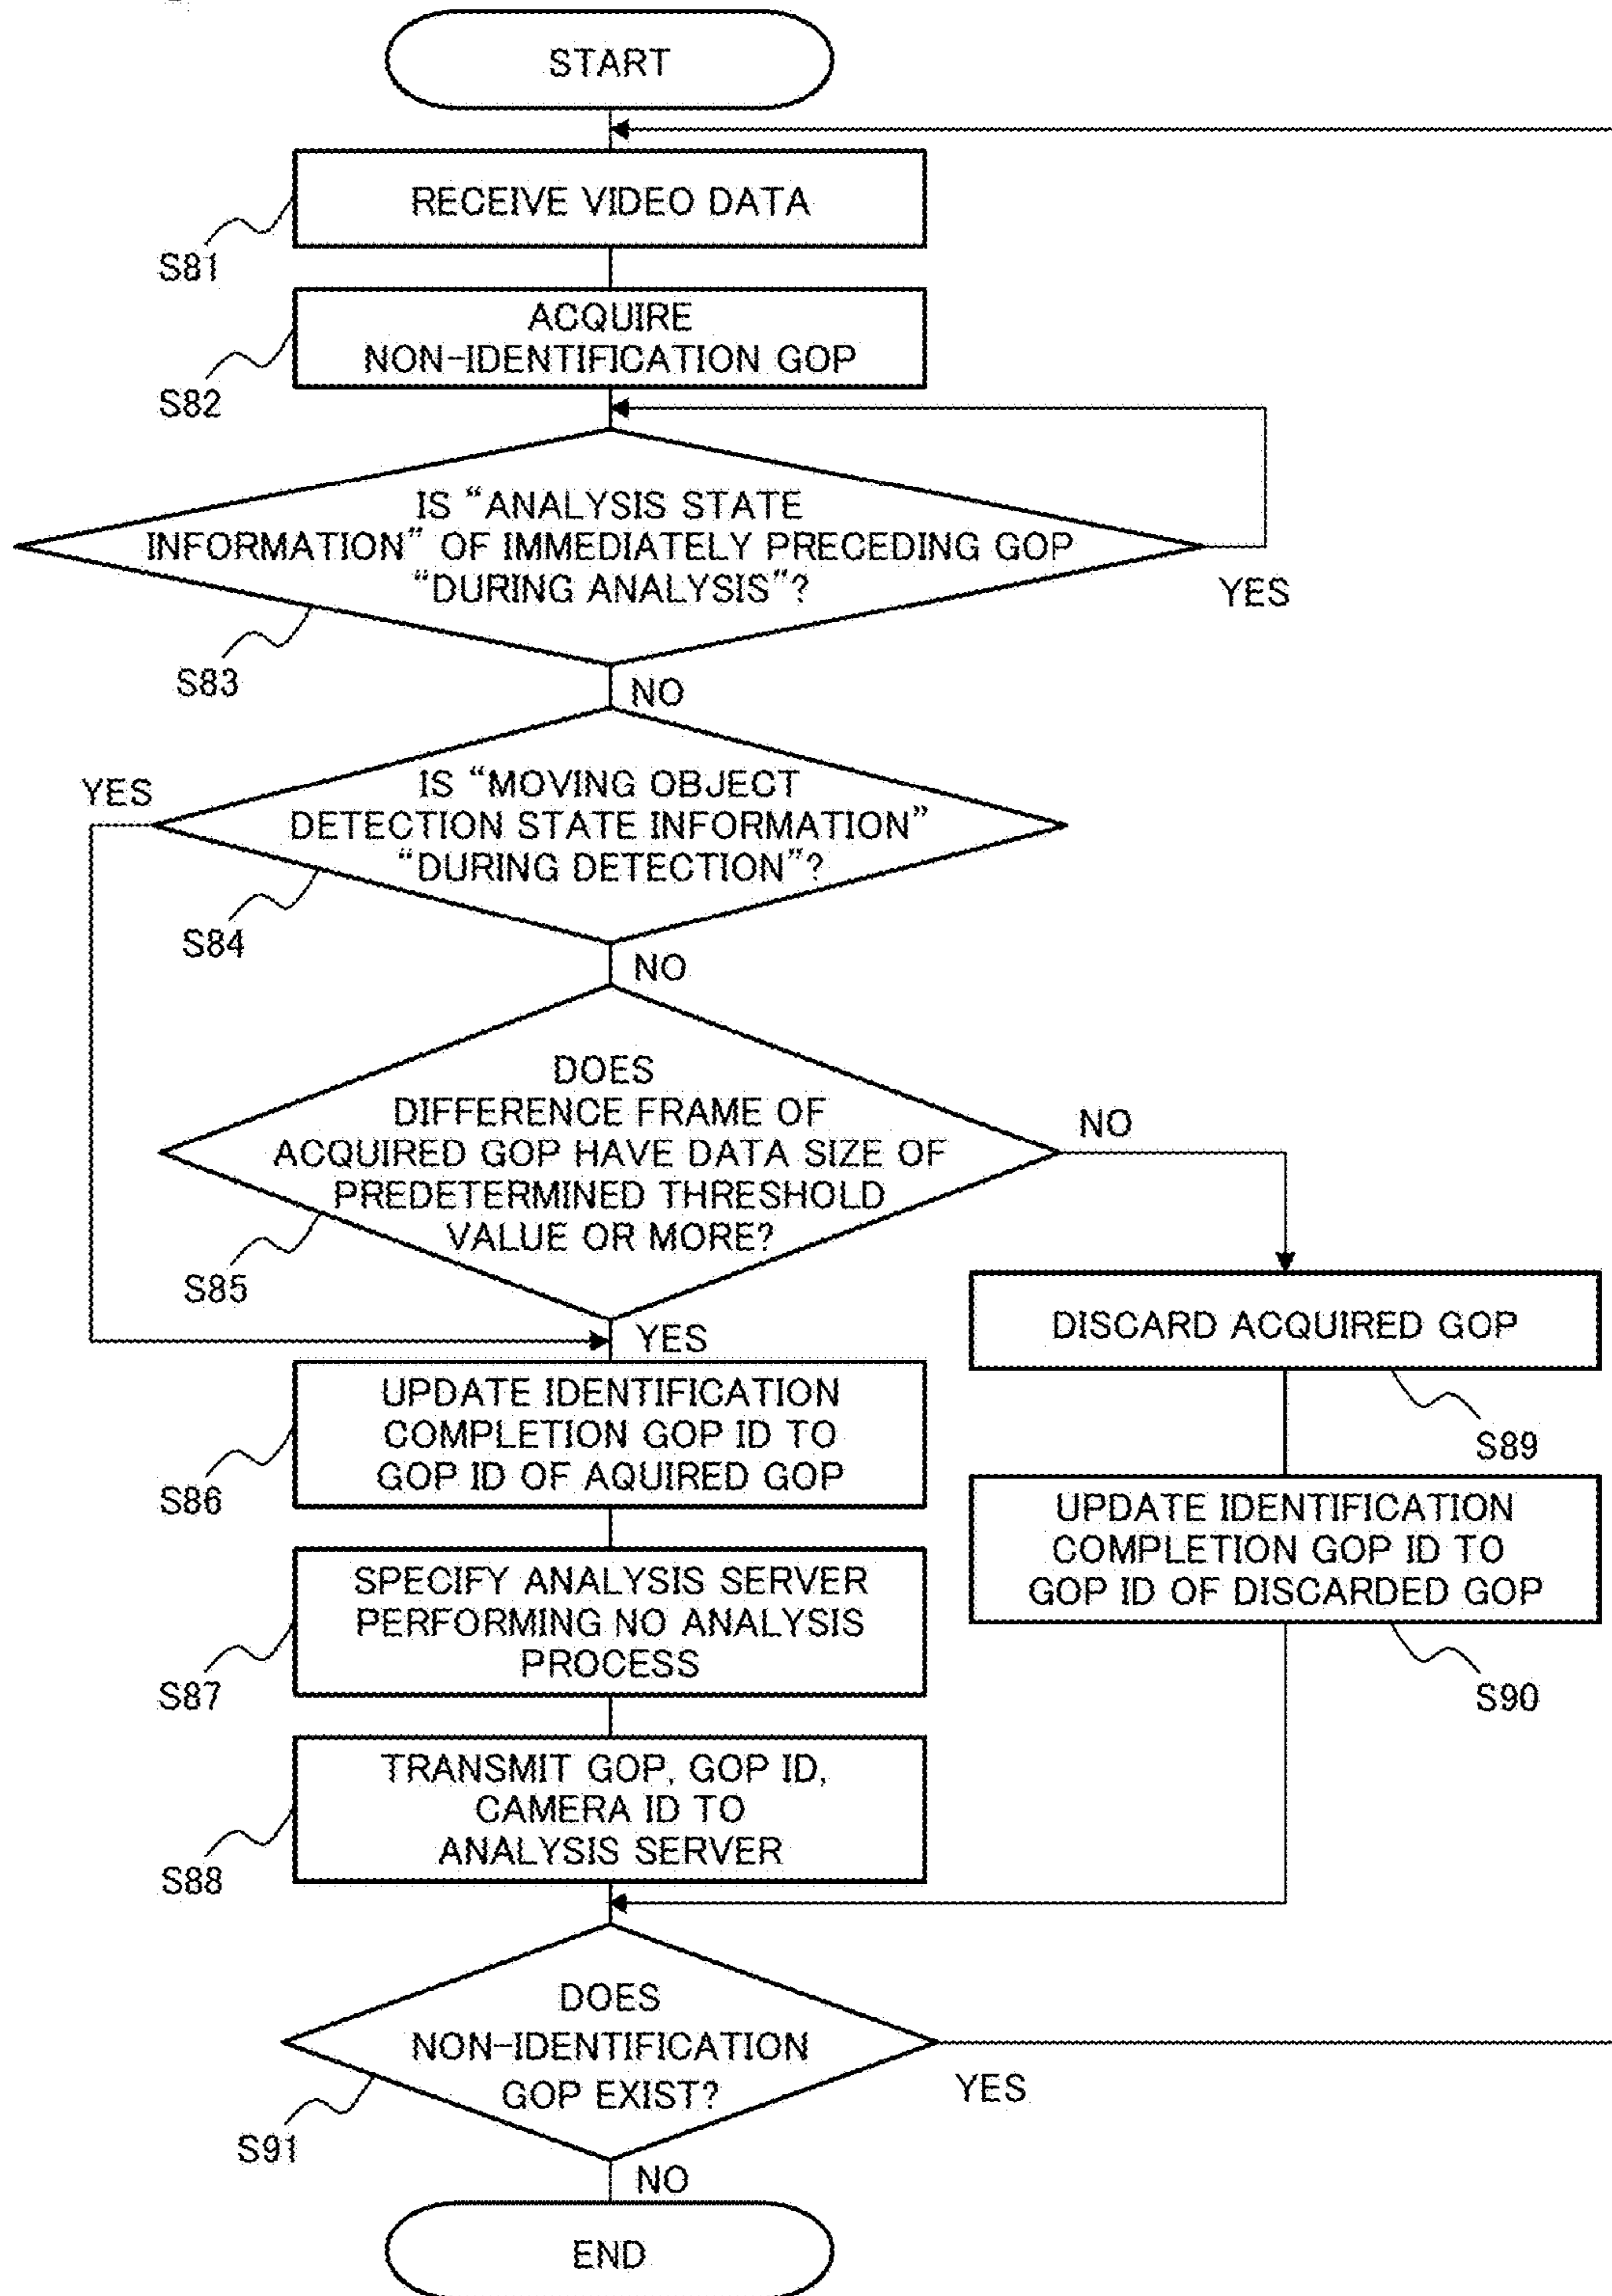 START
RECEIVE VIDEO DATA
S81
ACQUIRE
NON-IDENTIFICATION GOP
S82
IS “ANALYSIS STATE
INFORMATION” OF IMMEDIATELY PRECEDING GOP
“DURING ANALYSIS”?
YES
S83
NO
YES
IS “MOVING OBJECT
DETECTION STATE INFORMATION”
“DURING DETECTION”?
S84
NO
DOES
DIFFERENCE FRAME OF
ACQUIRED GOP HAVE DATA SIZE OF
PREDETERMINED THRESHOLD
VALUE OR MORE?
NO
S85
YES
DISCARD ACQUIRED GOP
S89
UPDATE IDENTIFICATION
COMPLETION GOP ID TO
GOP ID OF AQUIRED GOP
S86
UPDATE IDENTIFICATION
COMPLETION GOP ID TO
GOP ID OF DISCARDED GOP
S90
SPECIFY ANALYSIS SERVER
PERFORMING NO ANALYSIS
PROCESS
S87
TRANSMIT GOP, GOP ID,
CAMERA ID TO
ANALYSIS SERVER
S88
DOES
NON-IDENTIFICATION
GOP EXIST?
YES
S91
NO
END